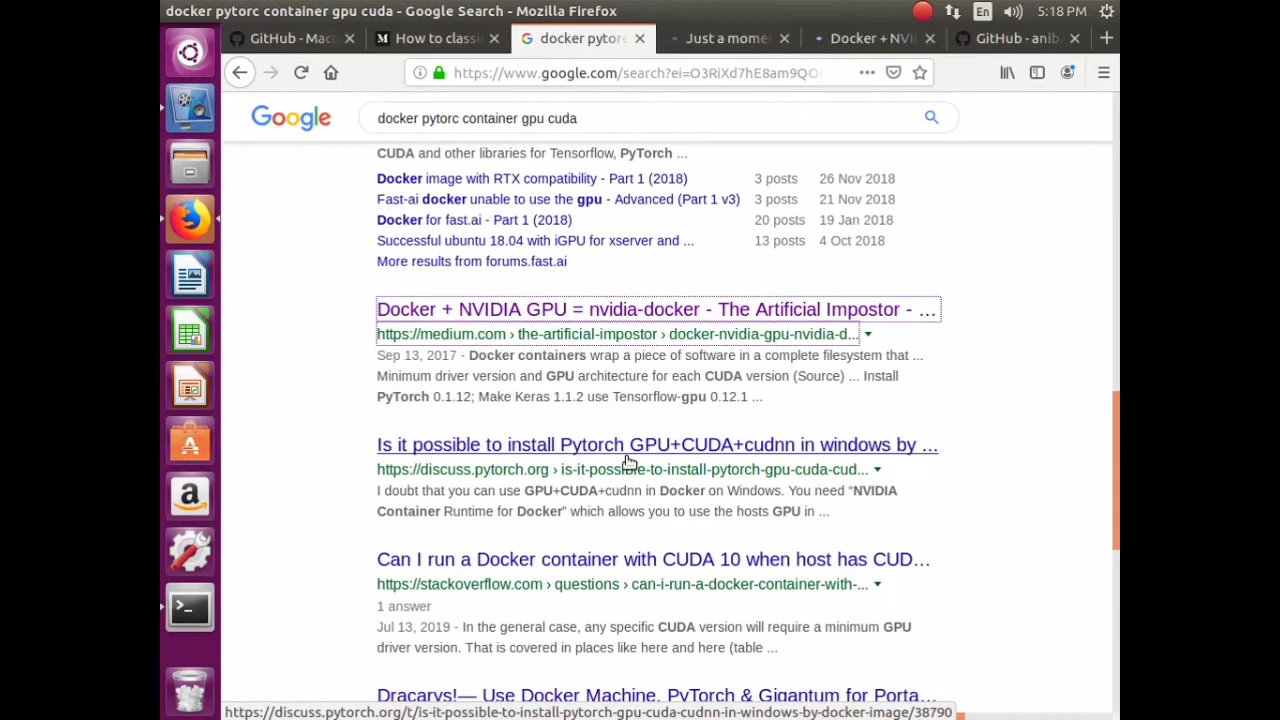 docker pytorc container gpu cuda - Google Search - Mozilla Firefox
En
5:18 PM
GitHub - Mac
M How to classi
G docker pytor
Just a mome
Docker + NVI
GitHub - anib
https://www.google.com/search?ei=O3RiXd7hE8am9QO
Google
docker pytorc container gpu cuda
CUDA and other libraries for Tensorflow, PyTorch ...
Docker image with RTX compatibility - Part 1 (2018) 3 posts 26 Nov 2018
Fast-ai docker unable to use the gpu - Advanced (Part 1 v3) 3 posts 21 Nov 2018
Docker for fast.ai - Part 1 (2018) 20 posts 19 Jan 2018
Successful ubuntu 18.04 with iGPU for xserver and ... 13 posts 4 Oct 2018
More results from forums.fast.ai
Docker + NVIDIA GPU = nvidia-docker - The Artificial Impostor - ...
https://medium.com › the-artificial-impostor › docker-nvidia-gpu-nvidia-d...
Sep 13, 2017 - Docker containers wrap a piece of software in a complete filesystem that ...
Minimum driver version and GPU architecture for each CUDA version (Source) ... Install
PyTorch 0.1.12; Make Keras 1.1.2 use Tensorflow-gpu 0.12.1 ...
Is it possible to install Pytorch GPU+CUDA+cudnn in windows by ...
https://discuss.pytorch.org › is-it-possible-to-install-pytorch-gpu-cuda-cud...
I doubt that you can use GPU+CUDA+cudnn in Docker on Windows. You need “NVIDIA
Container Runtime for Docker” which allows you to use the hosts GPU in ...
Can I run a Docker container with CUDA 10 when host has CUD...
https://stackoverflow.com › questions › can-i-run-a-docker-container-with-...
1 answer
Jul 13, 2019 - In the general case, any specific CUDA version will require a minimum GPU
driver version. That is covered in places like here and here (table ...
Dracarys!— Use Docker Machine, PyTorch & Gigantum for Porta...
https://discuss.pytorch.org/t/is-it-possible-to-install-pytorch-gpu-cuda-cudnn-in-windows-by-docker-image/38790